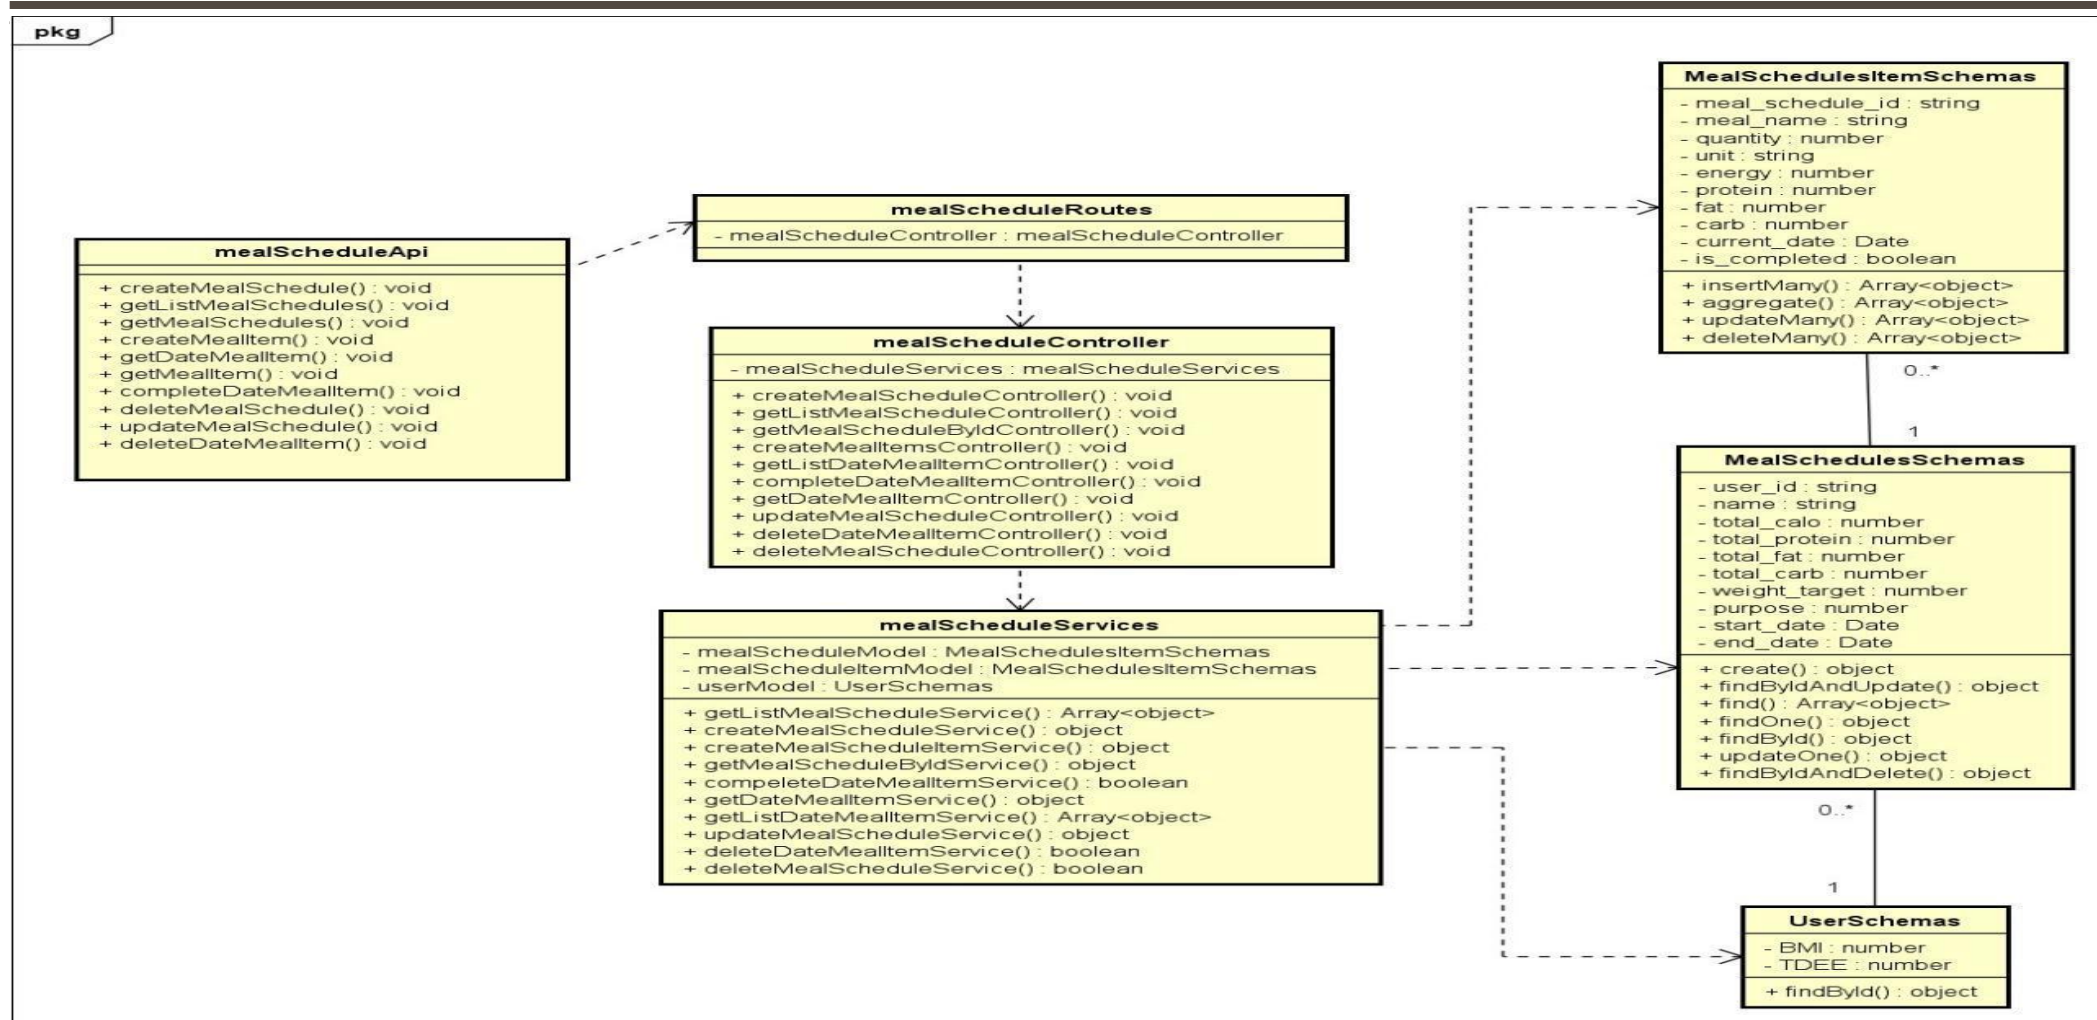 pkg
mealScheduleApi
+ createMealSchedule() : void
+ getListMealSchedules() : void
+ getMealSchedules() : void
+ createMealItem() : void
+ getDateMealItem() : void
+ getMealItem() : void
+ completeDateMealItem() : void
+ deleteMealSchedule() : void
+ updateMealSchedule() : void
+ deleteDateMealItem() : void
mealScheduleRoutes
- mealScheduleController : mealScheduleController
mealScheduleController
- mealScheduleServices : mealScheduleServices
+ createMealScheduleController() : void
+ getListMealScheduleController() : void
+ getMealScheduleByIdController() : void
+ createMealItemsController() : void
+ getListDateMealItemController() : void
+ completeDateMealItemController() : void
+ getDateMealItemController() : void
+ updateMealScheduleController() : void
+ deleteDateMealItemController() : void
+ deleteMealScheduleController() : void
mealScheduleServices
- mealScheduleModel : MealSchedulesItemSchemas
- mealScheduleItemModel : MealSchedulesItemSchemas
- userModel : UserSchemas
+ getListMealScheduleService() : Array<object>
+ createMealScheduleService() : object
+ createMealScheduleItemService() : object
+ getMealScheduleByIdService() : object
+ compeleteDateMealItemService() : boolean
+ getDateMealItemService() : object
+ getListDateMealItemService() : Array<object>
+ updateMealScheduleService() : object
+ deleteDateMealItemService() : boolean
+ deleteMealScheduleService() : boolean
MealSchedulesItemSchemas
- meal_schedule_id : string
- meal_name : string
- quantity : number
- unit : string
- energy : number
- protein : number
- fat : number
- carb : number
- current_date : Date
- is_completed : boolean
+ insertMany() : Array<object>
+ aggregate() : Array<object>
+ updateMany() : Array<object>
+ deleteMany() : Array<object>
0..*
1
MealSchedulesSchemas
- user_id : string
- name : string
- total_calo : number
- total_protein : number
- total_fat : number
- total_carb : number
- weight_target : number
- purpose : number
- start_date : Date
- end_date : Date
+ create() : object
+ findByIdAndUpdate() : object
+ find() : Array<object>
+ findOne() : object
+ findById() : object
+ updateOne() : object
+ findByIdAndDelete() : object
0..*
1
UserSchemas
- BMI : number
- TDEE : number
+ findById() : object